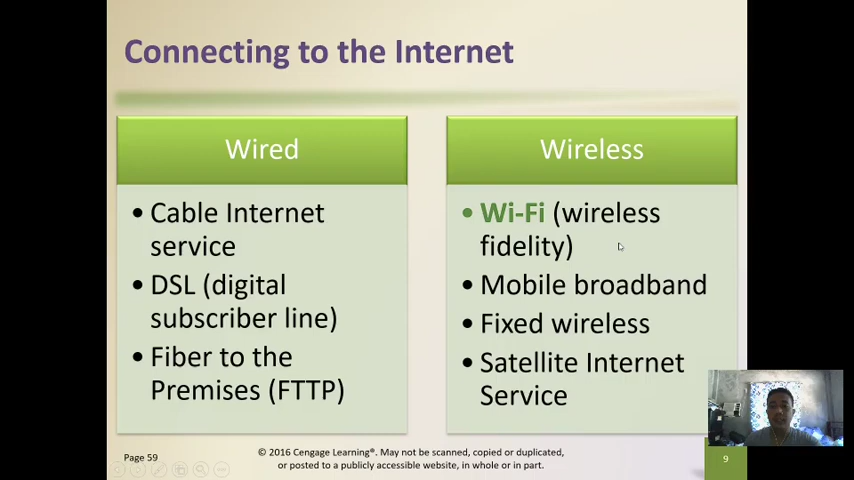 Connecting to the Internet
Wired
• Cable Internet
service
• DSL (digital
subscriber line)
• Fiber to the
Premises (FTTP)
Wireless
• Wi-Fi (wireless
fidelity)
• Mobile broadband
• Fixed wireless
• Satellite Internet
Service
Page 59
© 2016 Cengage Learning®. May not be scanned, copied or duplicated,
or posted to a publicly accessible website, in whole or in part.
9